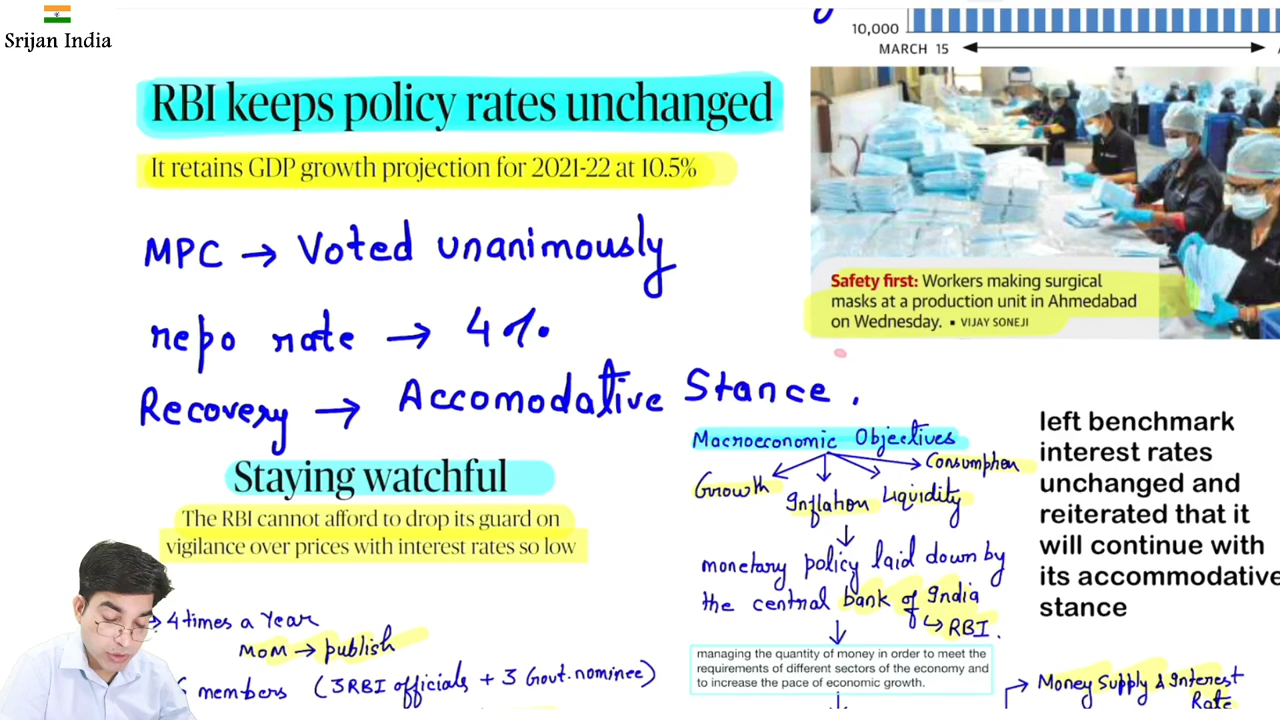 Srijan India
10,000
MARCH 15
RBI keeps policy rates unchanged
It retains GDP growth projection for 2021-22 at 10.5%
MPC → Voted unanimously
repo rate → 4%
Recovery → Accomodative Stance.
Safety first: Workers making surgical
masks at a production unit in Ahmedabad
on Wednesday. ▪ VIJAY SONEJI
Staying watchful
The RBI cannot afford to drop its guard on
vigilance over prices with interest rates so low
4 times a Year
MOM → publish
members (3RBI officials + 3 Govt. nominee)
Macroeconomic Objectives
Growth Inflation Liquidity Consumption
monetary policy laid down by
the central bank of India
↳ RBI.
managing the quantity of money in order to meet the
requirements of different sectors of the economy and
to increase the pace of economic growth.
left benchmark
interest rates
unchanged and
reiterated that it
will continue with
its accommodative
stance
Money Supply & Interest
Rate